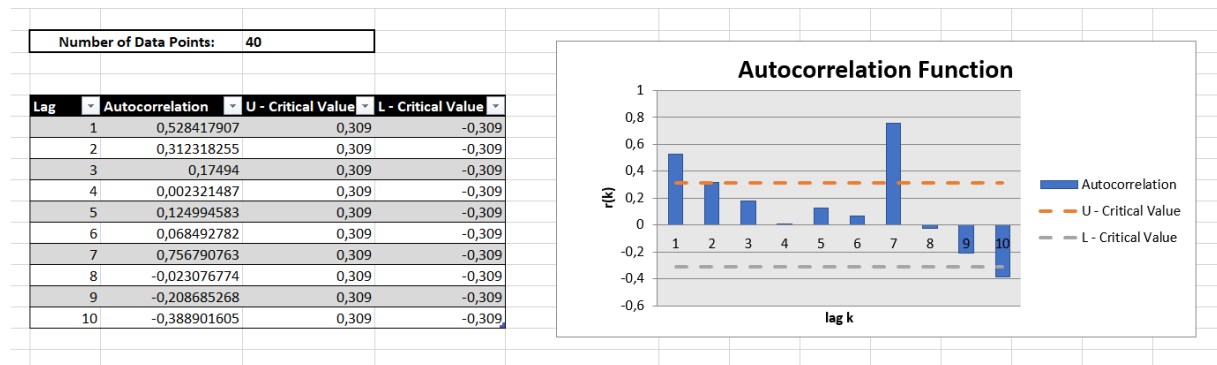 Number of Data Points: 40
Lag Autocorrelation U - Critical Value L - Critical Value
1 0,528417907 0,309 -0,309
2 0,312318255 0,309 -0,309
3 0,17494 0,309 -0,309
4 0,002321487 0,309 -0,309
5 0,124994583 0,309 -0,309
6 0,068492782 0,309 -0,309
7 0,756790763 0,309 -0,309
8 -0,023076774 0,309 -0,309
9 -0,208685268 0,309 -0,309
10 -0,388901605 0,309 -0,309
Autocorrelation Function
1
0,8
0,6
0,4
0,2
0
-0,2
-0,4
-0,6
r(k)
1 2 3 4 5 6 7 8 9 10
lag k
Autocorrelation
U - Critical Value
L - Critical Value